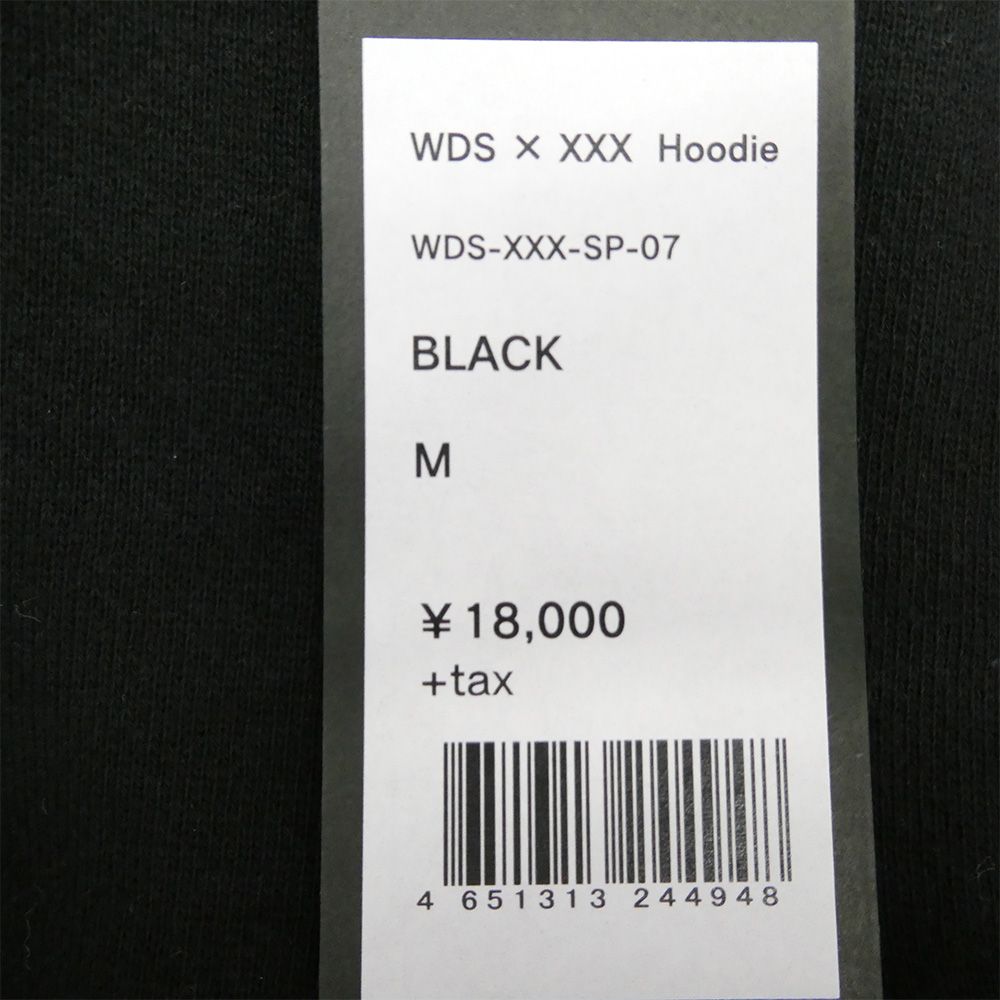 WDS × XXX Hoodie
WDS-XXX-SP-07
BLACK
M
¥18,000
+tax
4 651313 244948